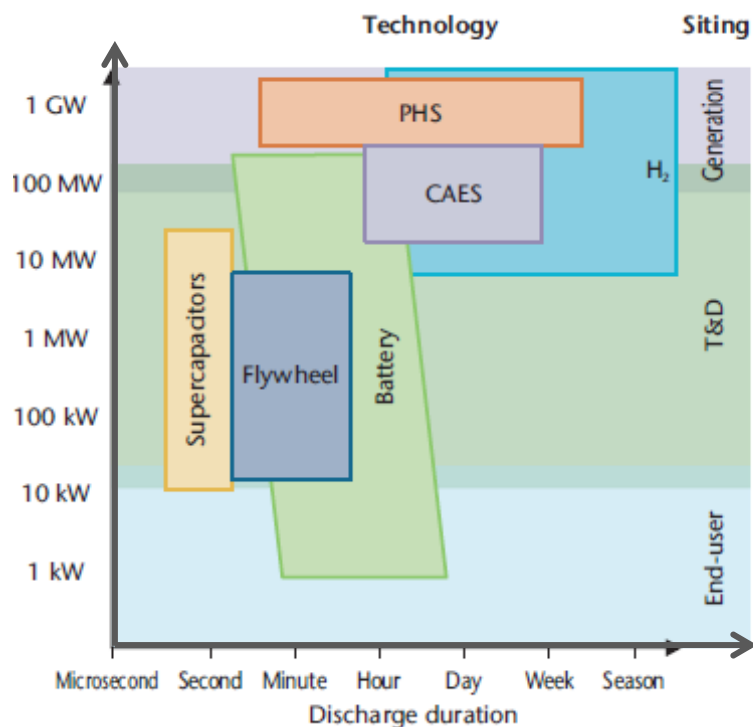 Technology
Siting
1 GW
100 MW
10 MW
1 MW
100 kW
10 kW
1 kW
PHS
CAES
H₂
Supercapacitors
Flywheel
Battery
Generation
T&D
End-user
Microsecond Second Minute Hour Day Week Season
Discharge duration